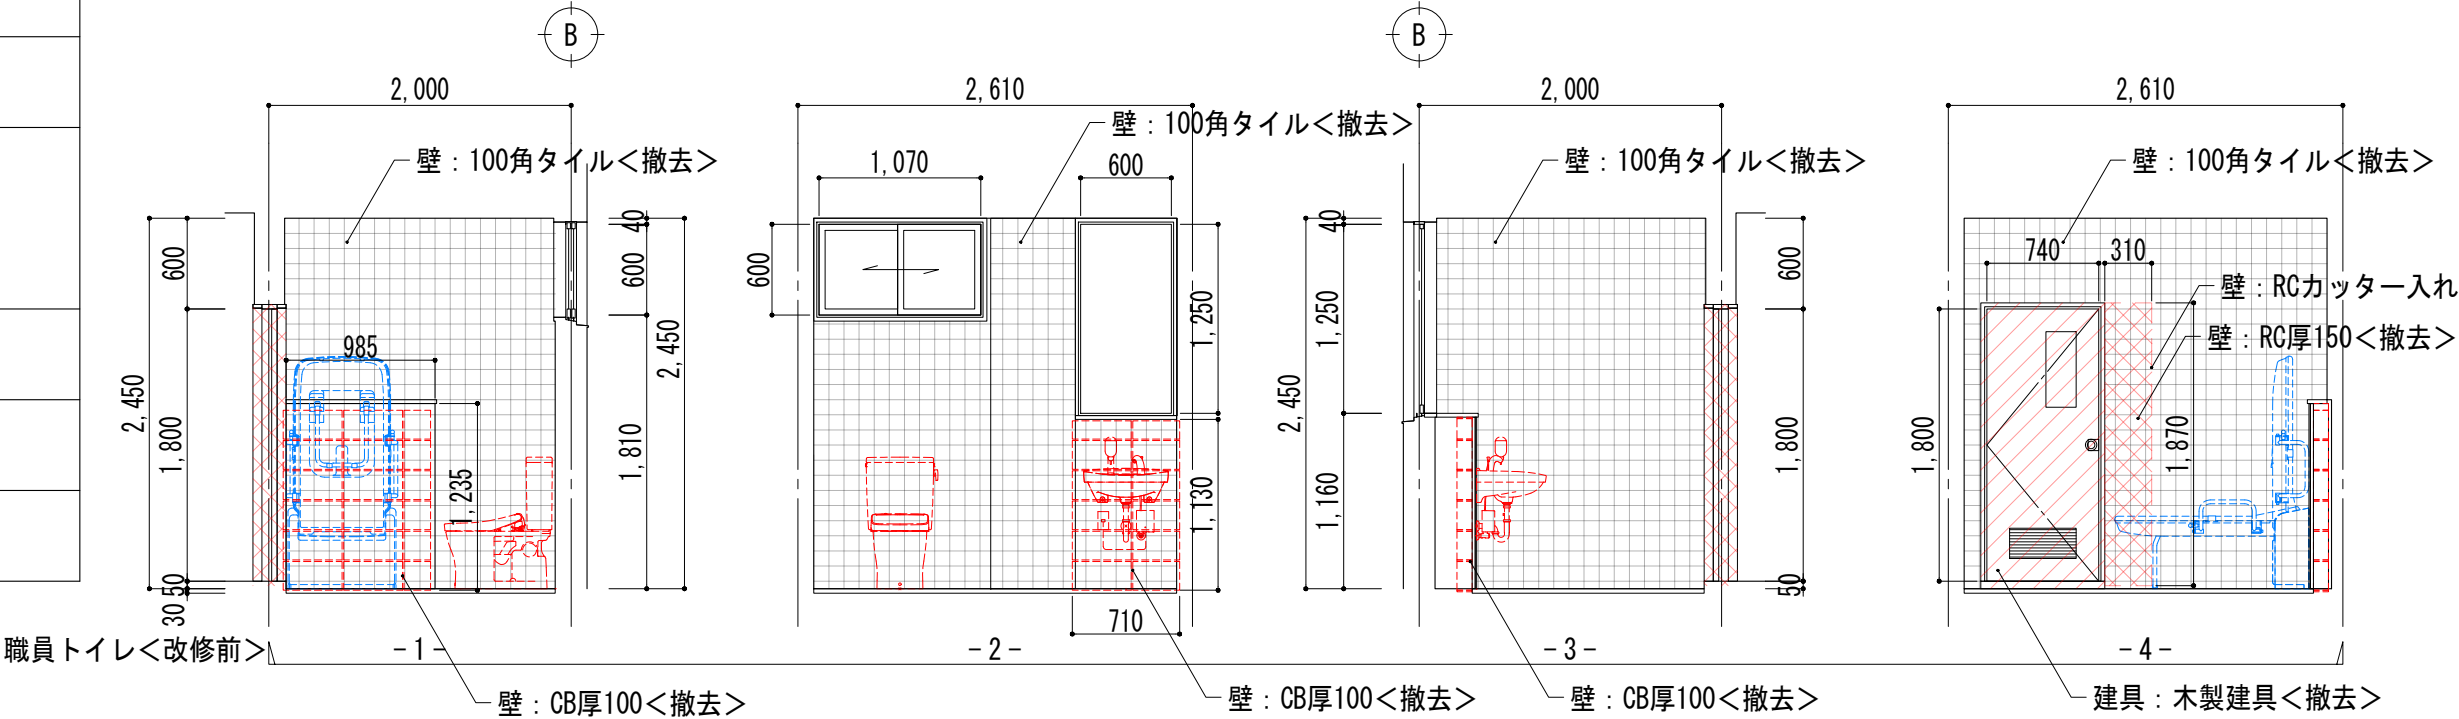 B
B
2,000
2,610
2,000
2,610
壁：100角タイル＜撤去＞
壁：100角タイル＜撤去＞
壁：100角タイル＜撤去＞
壁：100角タイル＜撤去＞
1,070
600
40
600
600
2,450
1,800
50
30
985
1,235
600
1,810
2,450
600
1,250
1,130
710
40
1,250
2,450
1,160
600
1,800
50
740
310
壁：RCカッター入れ
壁：RC厚150＜撤去＞
1,800
1,870
職員トイレ＜改修前＞
-1-
-2-
-3-
-4-
壁：CB厚100＜撤去＞
壁：CB厚100＜撤去＞
壁：CB厚100＜撤去＞
建具：木製建具＜撤去＞